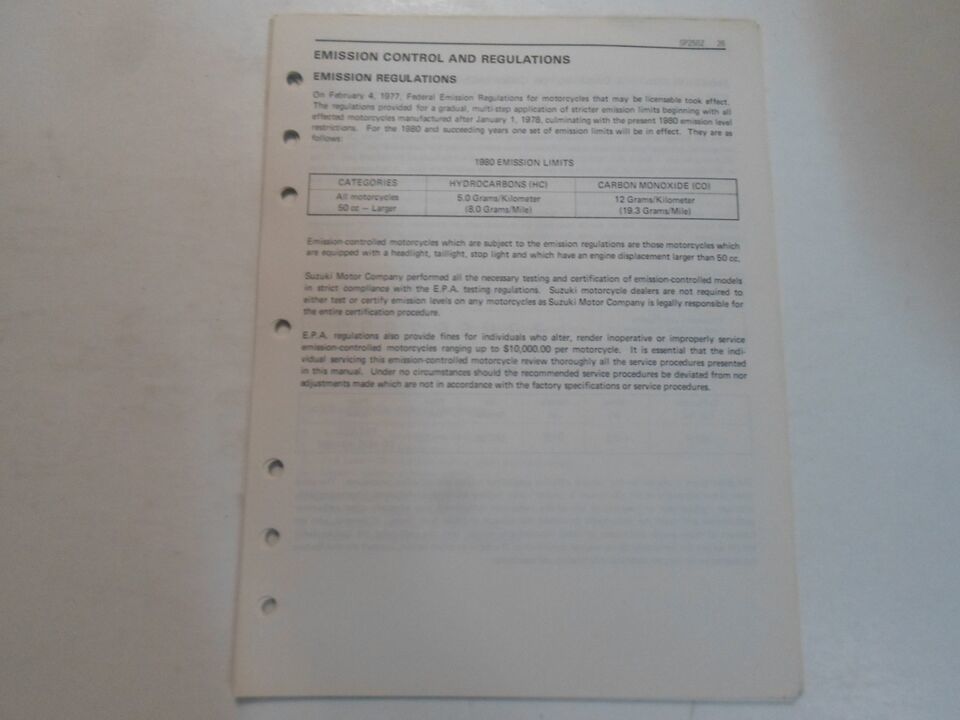 SP250Z 26
EMISSION CONTROL AND REGULATIONS
EMISSION REGULATIONS
On February 4, 1977, Federal Emission Regulations for motorcycles that may be licensable took effect.
The regulations provided for a gradual, multi-step application of stricter emission limits beginning with all
effected motorcycles manufactured after January 1, 1978, culminating with the present 1980 emission level
restrictions. For the 1980 and succeeding years one set of emission limits will be in effect. They are as
follows:
1980 EMISSION LIMITS
CATEGORIES HYDROCARBONS (HC) CARBON MONOXIDE (CO)
All motorcycles 5.0 Grams/Kilometer 12 Grams/Kilometer
50 cc — Larger (8.0 Grams/Mile) (19.3 Grams/Mile)
Emission-controlled motorcycles which are subject to the emission regulations are those motorcycles which
are equipped with a headlight, taillight, stop light and which have an engine displacement larger than 50 cc.
Suzuki Motor Company performed all the necessary testing and certification of emission-controlled models
in strict compliance with the E.P.A. testing regulations. Suzuki motorcycle dealers are not required to
either test or certify emission levels on any motorcycles as Suzuki Motor Company is legally responsible for
the entire certification procedure.
E.P.A. regulations also provide fines for individuals who alter, render inoperative or improperly service
emission-controlled motorcycles ranging up to $10,000.00 per motorcycle. It is essential that the indi-
vidual servicing this emission-controlled motorcycle review thoroughly all the service procedures presented
in this manual. Under no circumstances should the recommended service procedures be deviated from nor
adjustments made which are not in accordance with the factory specifications or service procedures.